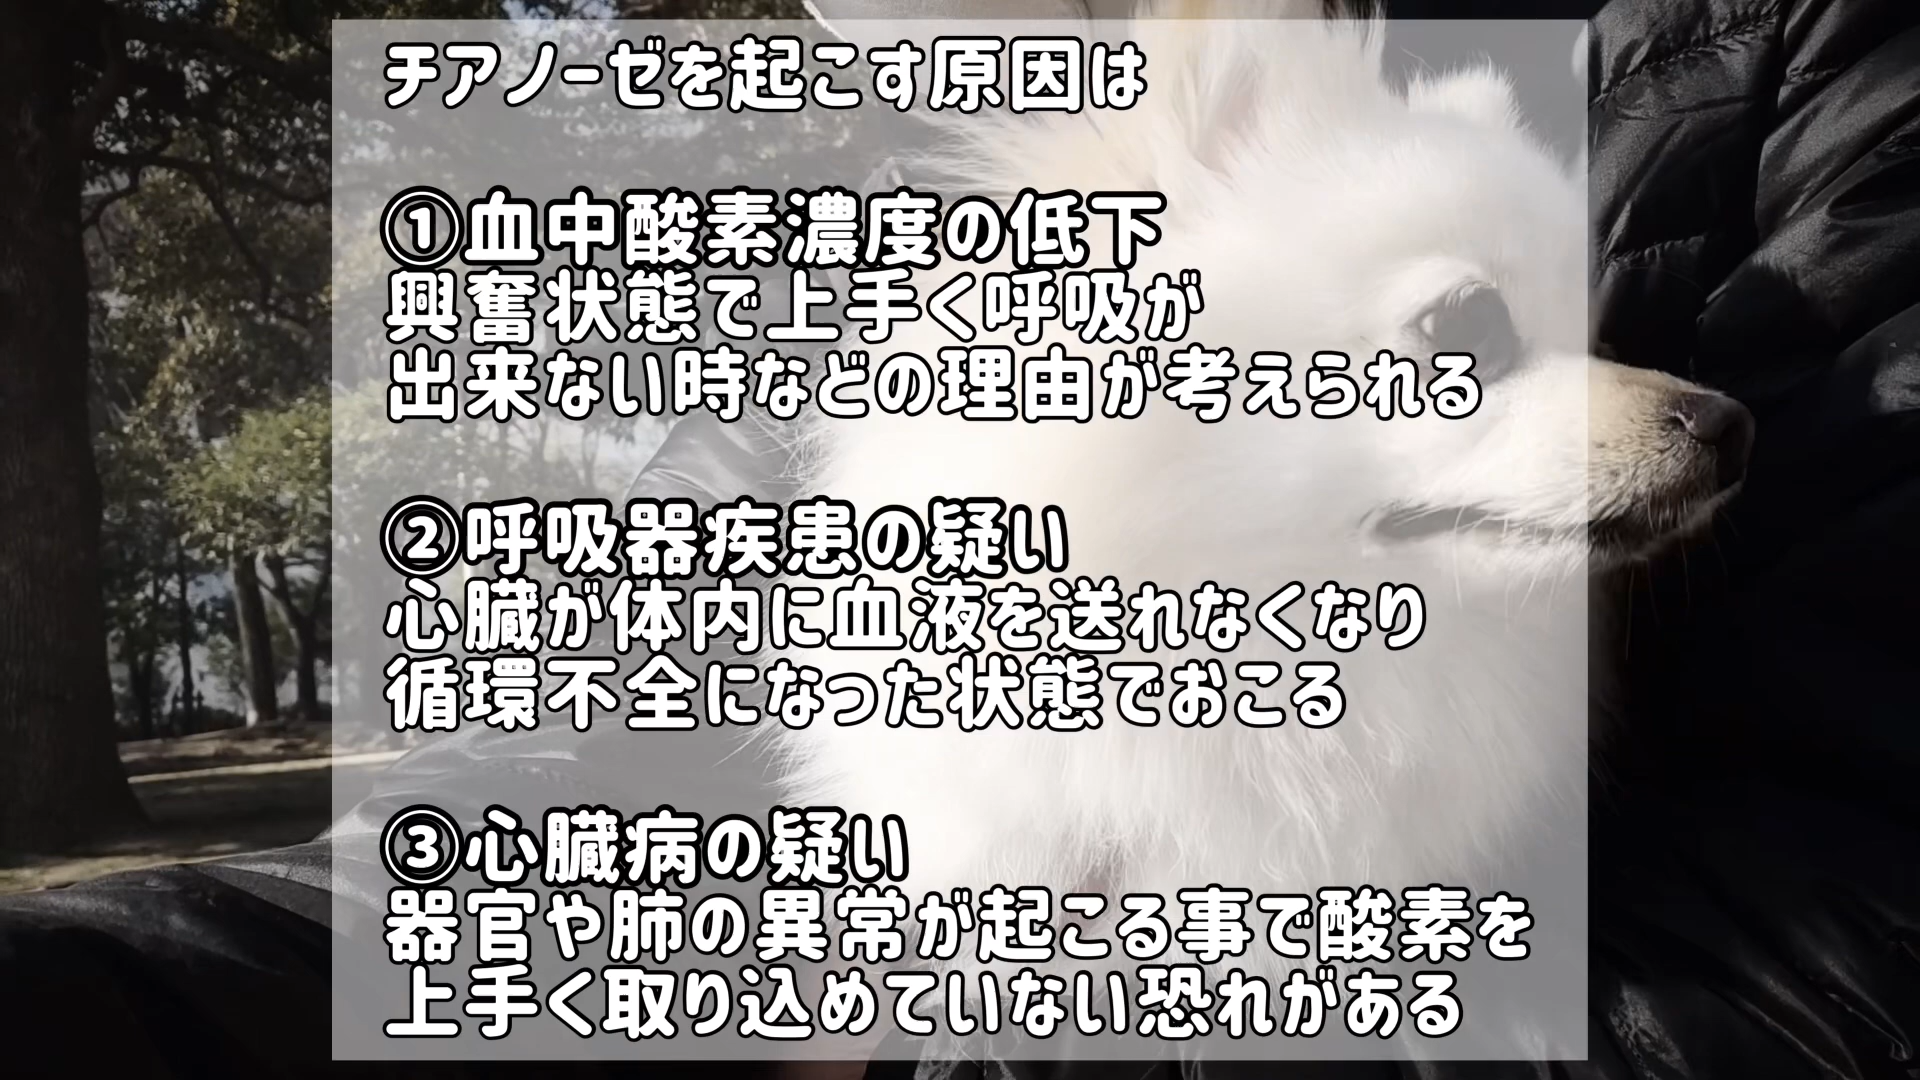 チアノーゼを起こす原因は
①血中酸素濃度の低下
興奮状態で上手く呼吸が
出来ない時などの理由が考えられる
②呼吸器疾患の疑い
心臓が体内に血液を送れなくなり
循環不全になった状態でおこる
③心臓病の疑い
器官や肺の異常が起こる事で酸素を
上手く取り込めていない恐れがある